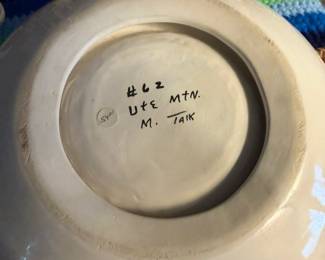 #62
Ute Mtn.
M. Talk